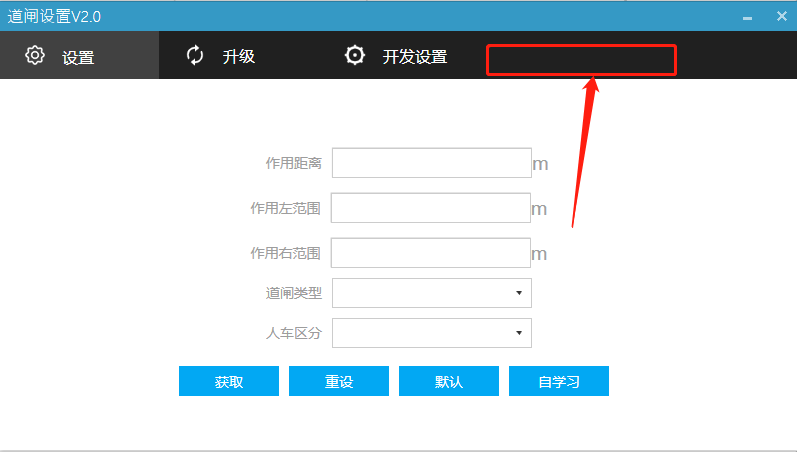 道闸设置V2.0
设置 升级 开发设置
作用距离 m
作用左范围 m
作用右范围 m
道闸类型
人车区分
获取 重设 默认 自学习